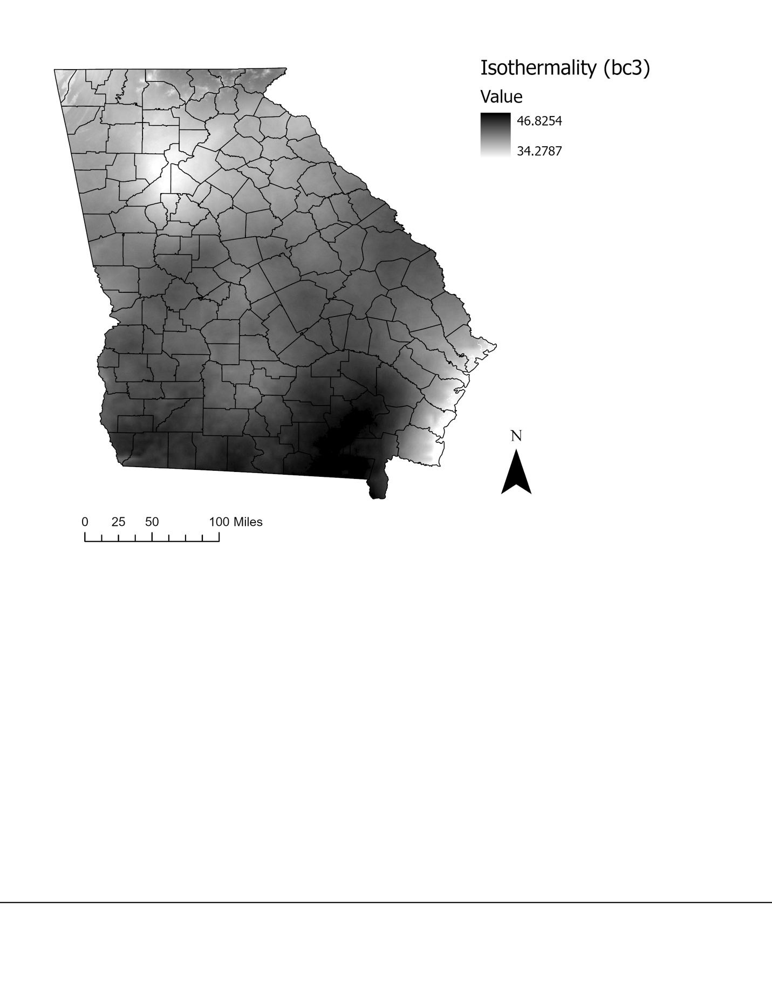 Isothermality (bc3)
Value
46.8254
34.2787
N
0 25 50 100 Miles